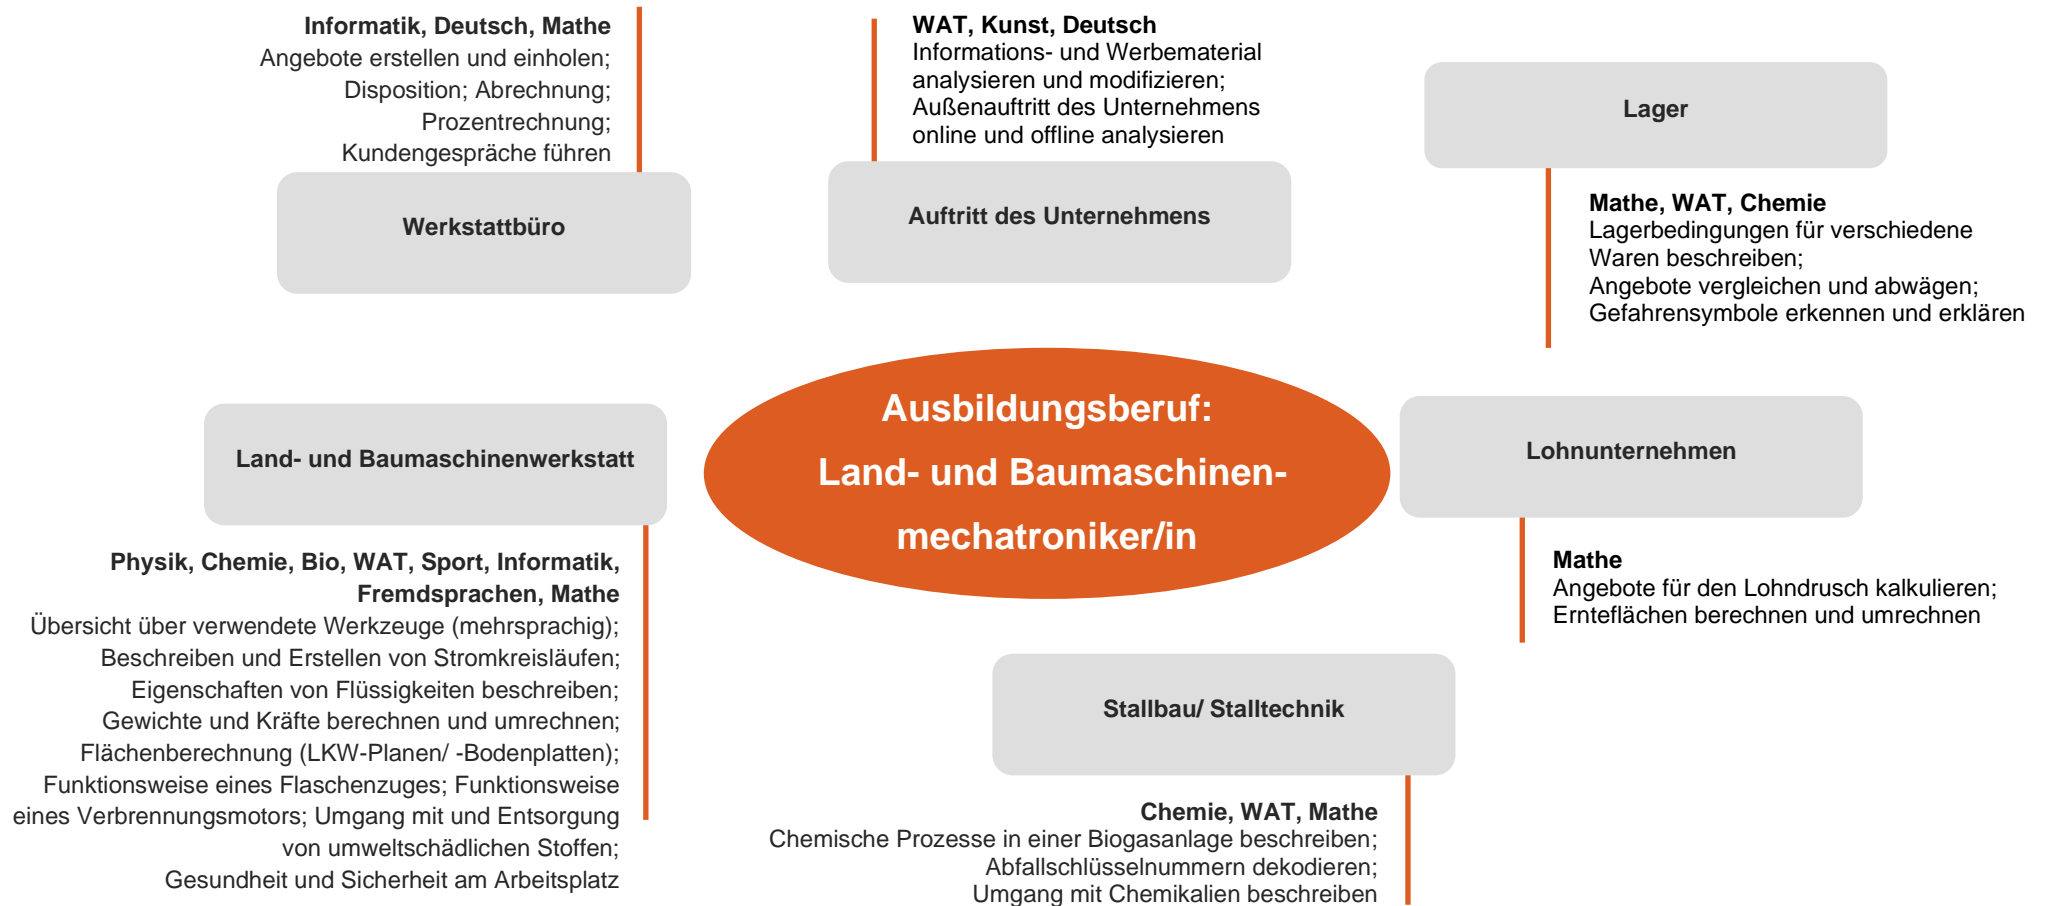 Informatik, Deutsch, Mathe
Angebote erstellen und einholen;
Disposition; Abrechnung;
Prozentrechnung;
Kundengespräche führen
Werkstattbüro
WAT, Kunst, Deutsch
Informations- und Werbematerial
analysieren und modifizieren;
Außenauftritt des Unternehmens
online und offline analysieren
Auftritt des Unternehmens
Lager
Mathe, WAT, Chemie
Lagerbedingungen für verschiedene
Waren beschreiben;
Angebote vergleichen und abwägen;
Gefahrensymbole erkennen und erklären
Ausbildungsberuf:
Land- und Baumaschinen-
mechatroniker/in
Land- und Baumaschinenwerkstatt
Physik, Chemie, Bio, WAT, Sport, Informatik,
Fremdsprachen, Mathe
Übersicht über verwendete Werkzeuge (mehrsprachig);
Beschreiben und Erstellen von Stromkreisläufen;
Eigenschaften von Flüssigkeiten beschreiben;
Gewichte und Kräfte berechnen und umrechnen;
Flächenberechnung (LKW-Planen/ -Bodenplatten);
Funktionsweise eines Flaschenzuges; Funktionsweise
eines Verbrennungsmotors; Umgang mit und Entsorgung
von umweltschädlichen Stoffen;
Gesundheit und Sicherheit am Arbeitsplatz
Lohnunternehmen
Mathe
Angebote für den Lohndrusch kalkulieren;
Ernteflächen berechnen und umrechnen
Stallbau/ Stalltechnik
Chemie, WAT, Mathe
Chemische Prozesse in einer Biogasanlage beschreiben;
Abfallschlüsselnummern dekodieren;
Umgang mit Chemikalien beschreiben